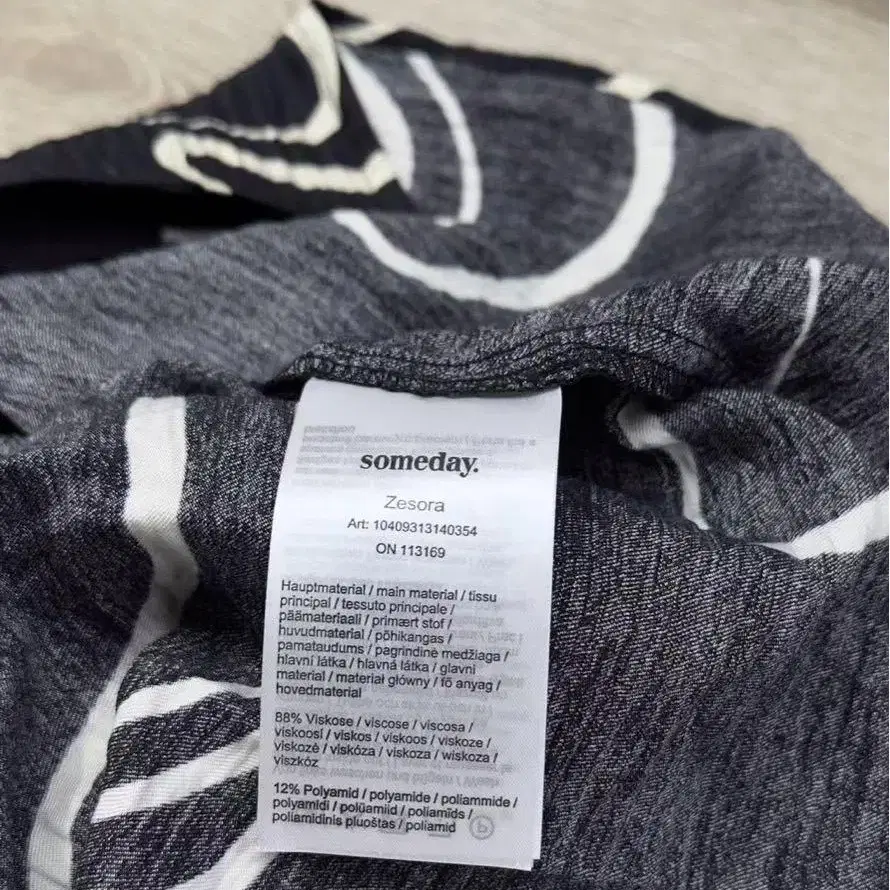 someday.
Zesora
Art: 10409313140354
ON 113169
Hauptmaterial / main material / tissu
principal / tessuto principale /
päämateriaali / primært stof /
huvudmaterial / põhikangas /
pamataudums / pagrindinė medžiaga /
hlavní látka / hlavná látka / glavni
material / materiał główny / fő anyag /
hovedmaterial
88% Viskose / viscose / viscosa /
viskoosi / viskos / viskoos / viskoze /
viskozė / viskóza / viskoza / wiskoza /
viszkóz
12% Polyamid / polyamide / poliammide /
polyamidi / polüamiid / poliamīds /
poliamidinis pluoštas / poliamid